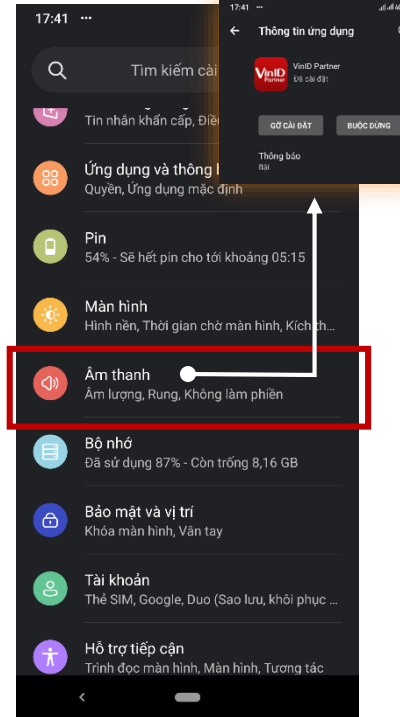 17:41 ...
Tìm kiếm cài
Tin nhắn khẩn cấp, Điề
Ứng dụng và thông b
Quyền, Ứng dụng mặc định
Pin
54% - Sẽ hết pin cho tới khoảng 05:15
Màn hình
Hình nền, Thời gian chờ màn hình, Kích th...
Âm thanh
Âm lượng, Rung, Không làm phiền
Bộ nhớ
Đã sử dụng 87% - Còn trống 8,16 GB
Bảo mật và vị trí
Khóa màn hình, Vân tay
Tài khoản
Thẻ SIM, Google, Duo (Sao lưu, khôi phục ...
Hỗ trợ tiếp cận
Trình đọc màn hình, Màn hình, Tương tác
17:41 ...
Thông tin ứng dụng
VinID
Partner
VinID Partner
Đã cài đặt
GỠ CÀI ĐẶT
BUỘC DỪNG
Thông báo
Bật